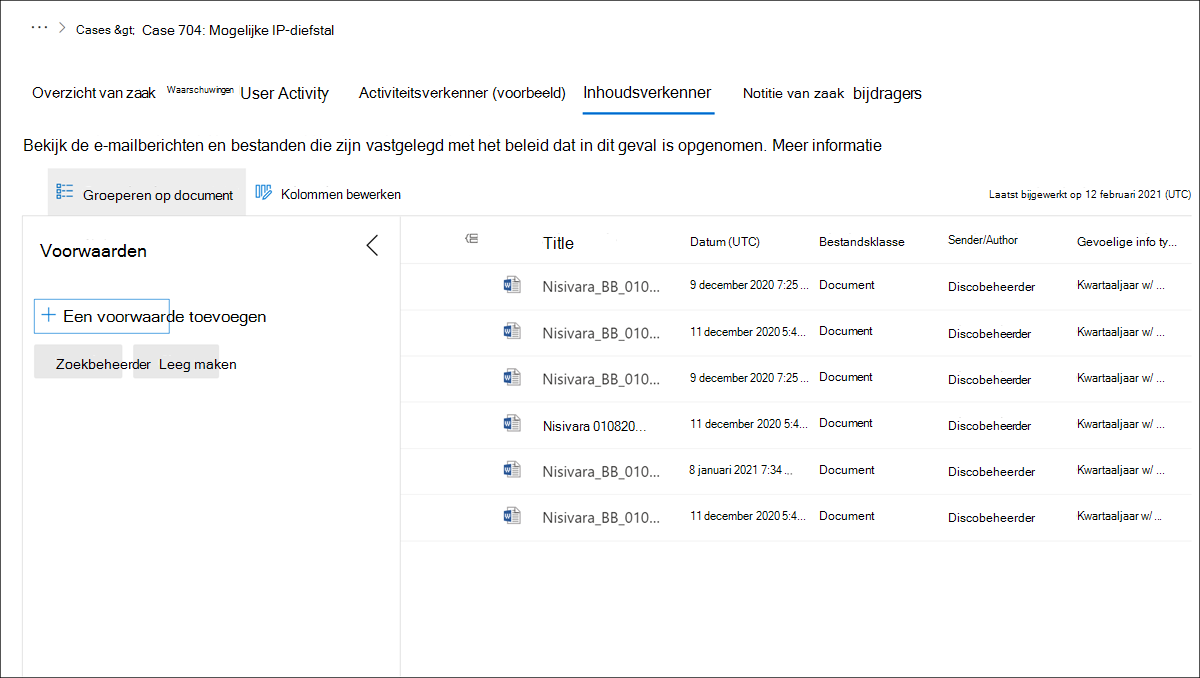 ... > Cases &gt; Case 704: Mogelijke IP-diefstal
Overzicht van zaak Waarschuwingen User Activity Activiteitsverkenner (voorbeeld) Inhoudsverkenner Notitie van zaak bijdragers
Bekijk de e-mailberichten en bestanden die zijn vastgelegd met het beleid dat in dit geval is opgenomen. Meer informatie
Groeperen op document Kolommen bewerken Laatst bijgewerkt op 12 februari 2021 (UTC)
Voorwaarden
+ Een voorwaarde toevoegen
Zoekbeheerder Leeg maken
Title Datum (UTC) Bestandsklasse Sender/Author Gevoelige info ty...
Nisivara_BB_010... 9 december 2020 7:25 ... Document Discobeheerder Kwartaaljaar w/ ...
Nisivara_BB_010... 11 december 2020 5:4... Document Discobeheerder Kwartaaljaar w/ ...
Nisivara_BB_010... 9 december 2020 7:25 ... Document Discobeheerder Kwartaaljaar w/ ...
Nisivara 010820... 11 december 2020 5:4... Document Discobeheerder Kwartaaljaar w/ ...
Nisivara_BB_010... 8 januari 2021 7:34 ... Document Discobeheerder Kwartaaljaar w/ ...
Nisivara_BB_010... 11 december 2020 5:4... Document Discobeheerder Kwartaaljaar w/ ...